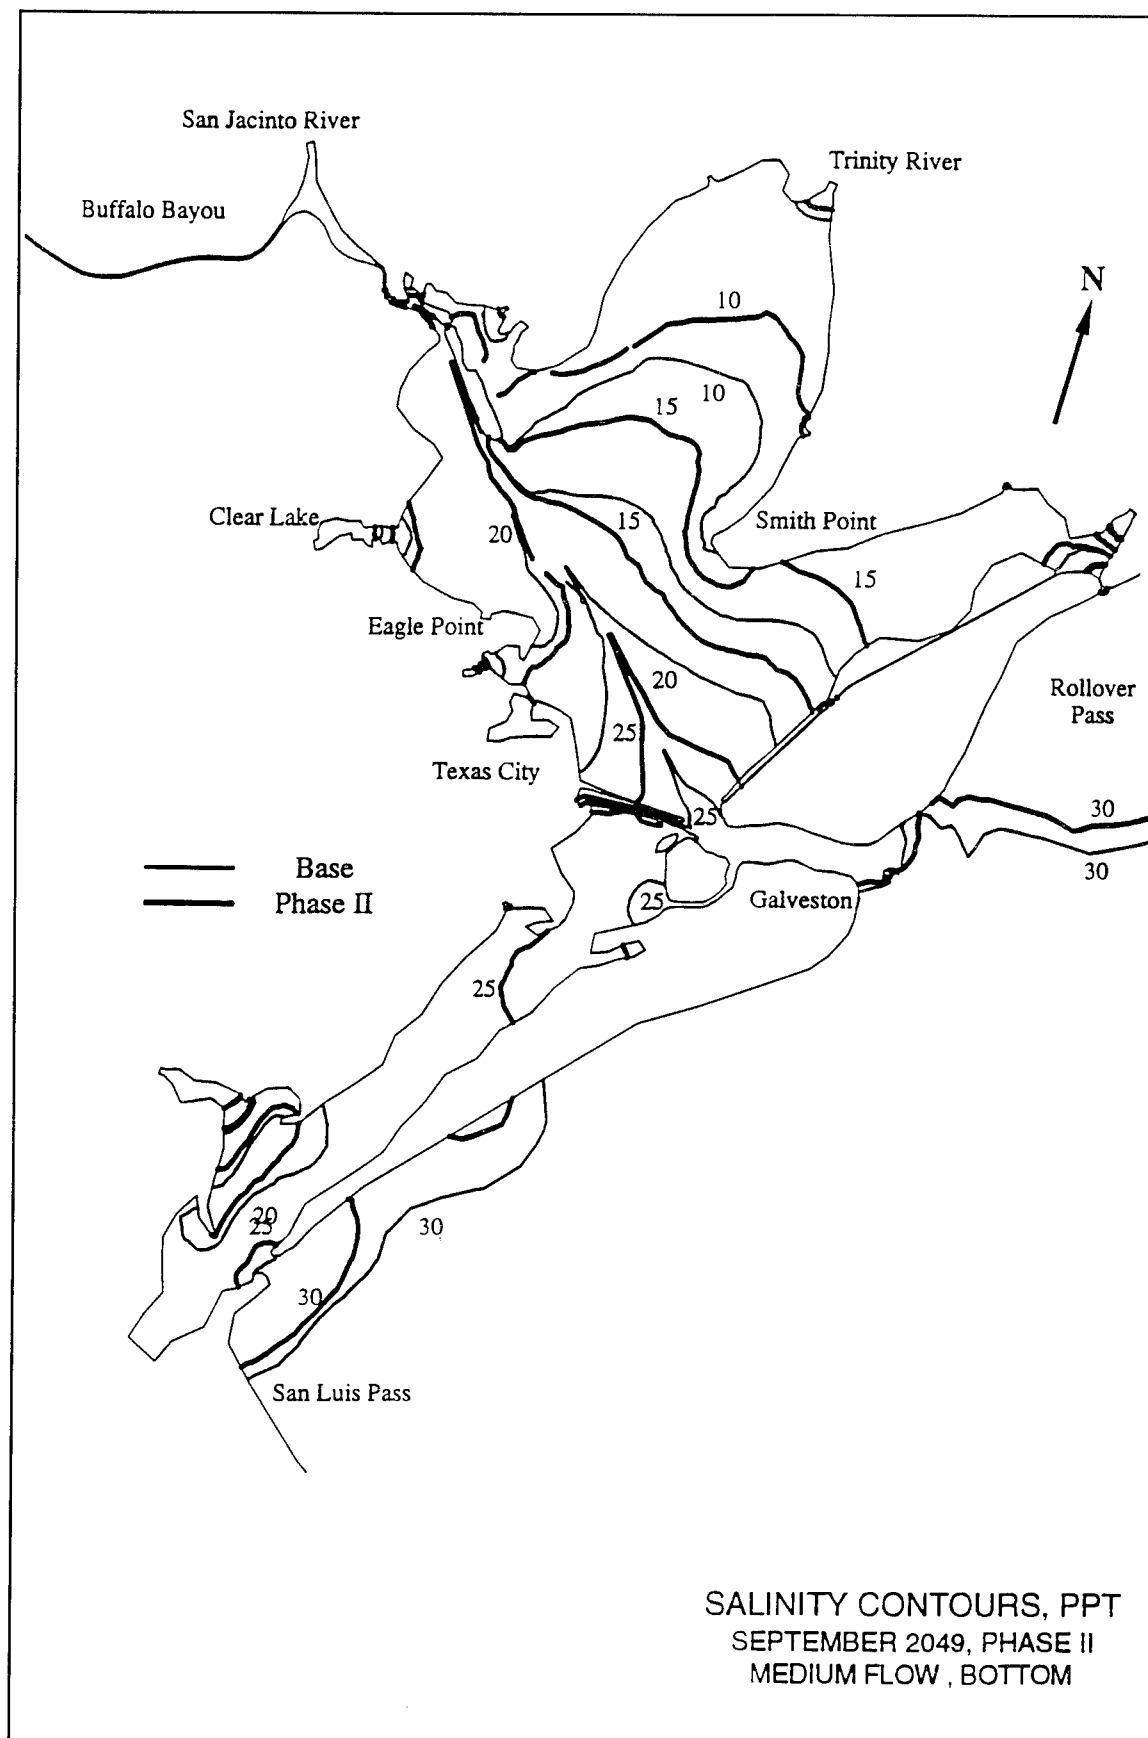 San Jacinto River
Trinity River
Buffalo Bayou
N
10
10
15
Clear Lake
20
15
Smith Point
15
Eagle Point
20
Rollover
Pass
25
Texas City
25
30
Base
30
Phase II
25
Galveston
25
20
25
30
30
San Luis Pass
SALINITY CONTOURS, PPT
SEPTEMBER 2049, PHASE II
MEDIUM FLOW , BOTTOM